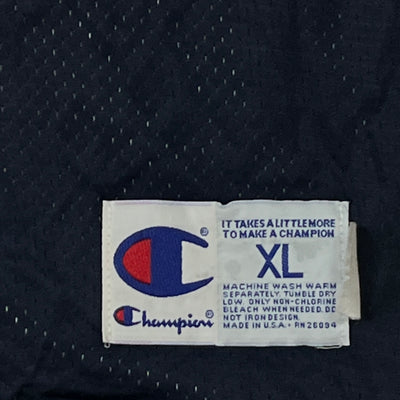 IT TAKES A LITTLE MORE
TO MAKE A CHAMPION
®
XL
MACHINE WASH WARM
SEPARATELY. TUMBLE DRY
LOW. ONLY NON-CHLORINE
BLEACH WHEN NEEDED. DO
NOT IRON DESIGN.
MADE IN U.S.A. • RN 26094
Champion®